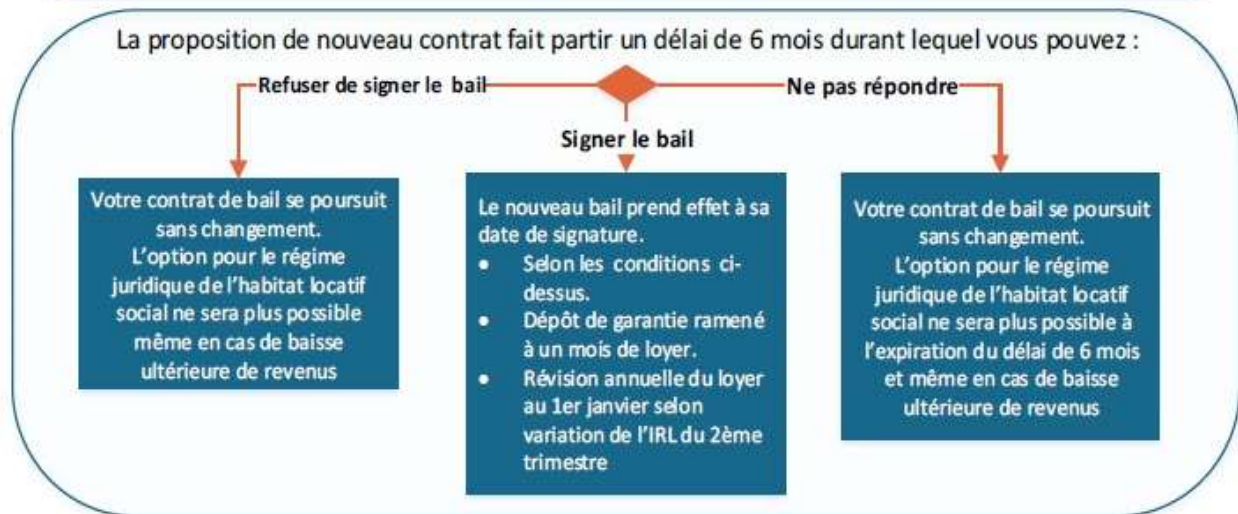 La proposition de nouveau contrat fait partir un délai de 6 mois durant lequel vous pouvez :
Refuser de signer le bail
Ne pas répondre
Signer le bail
Votre contrat de bail se poursuit
sans changement.
L'option pour le régime
juridique de l'habitat locatif
social ne sera plus possible
même en cas de baisse
ultérieure de revenus
Le nouveau bail prend effet à sa
date de signature.
• Selon les conditions ci-
dessus.
• Dépôt de garantie ramené
à un mois de loyer.
• Révision annuelle du loyer
au 1er janvier selon
variation de l'IRL du 2ème
trimestre
Votre contrat de bail se poursuit
sans changement.
L'option pour le régime
juridique de l'habitat locatif
social ne sera plus possible à
l'expiration du délai de 6 mois
et même en cas de baisse
ultérieure de revenus